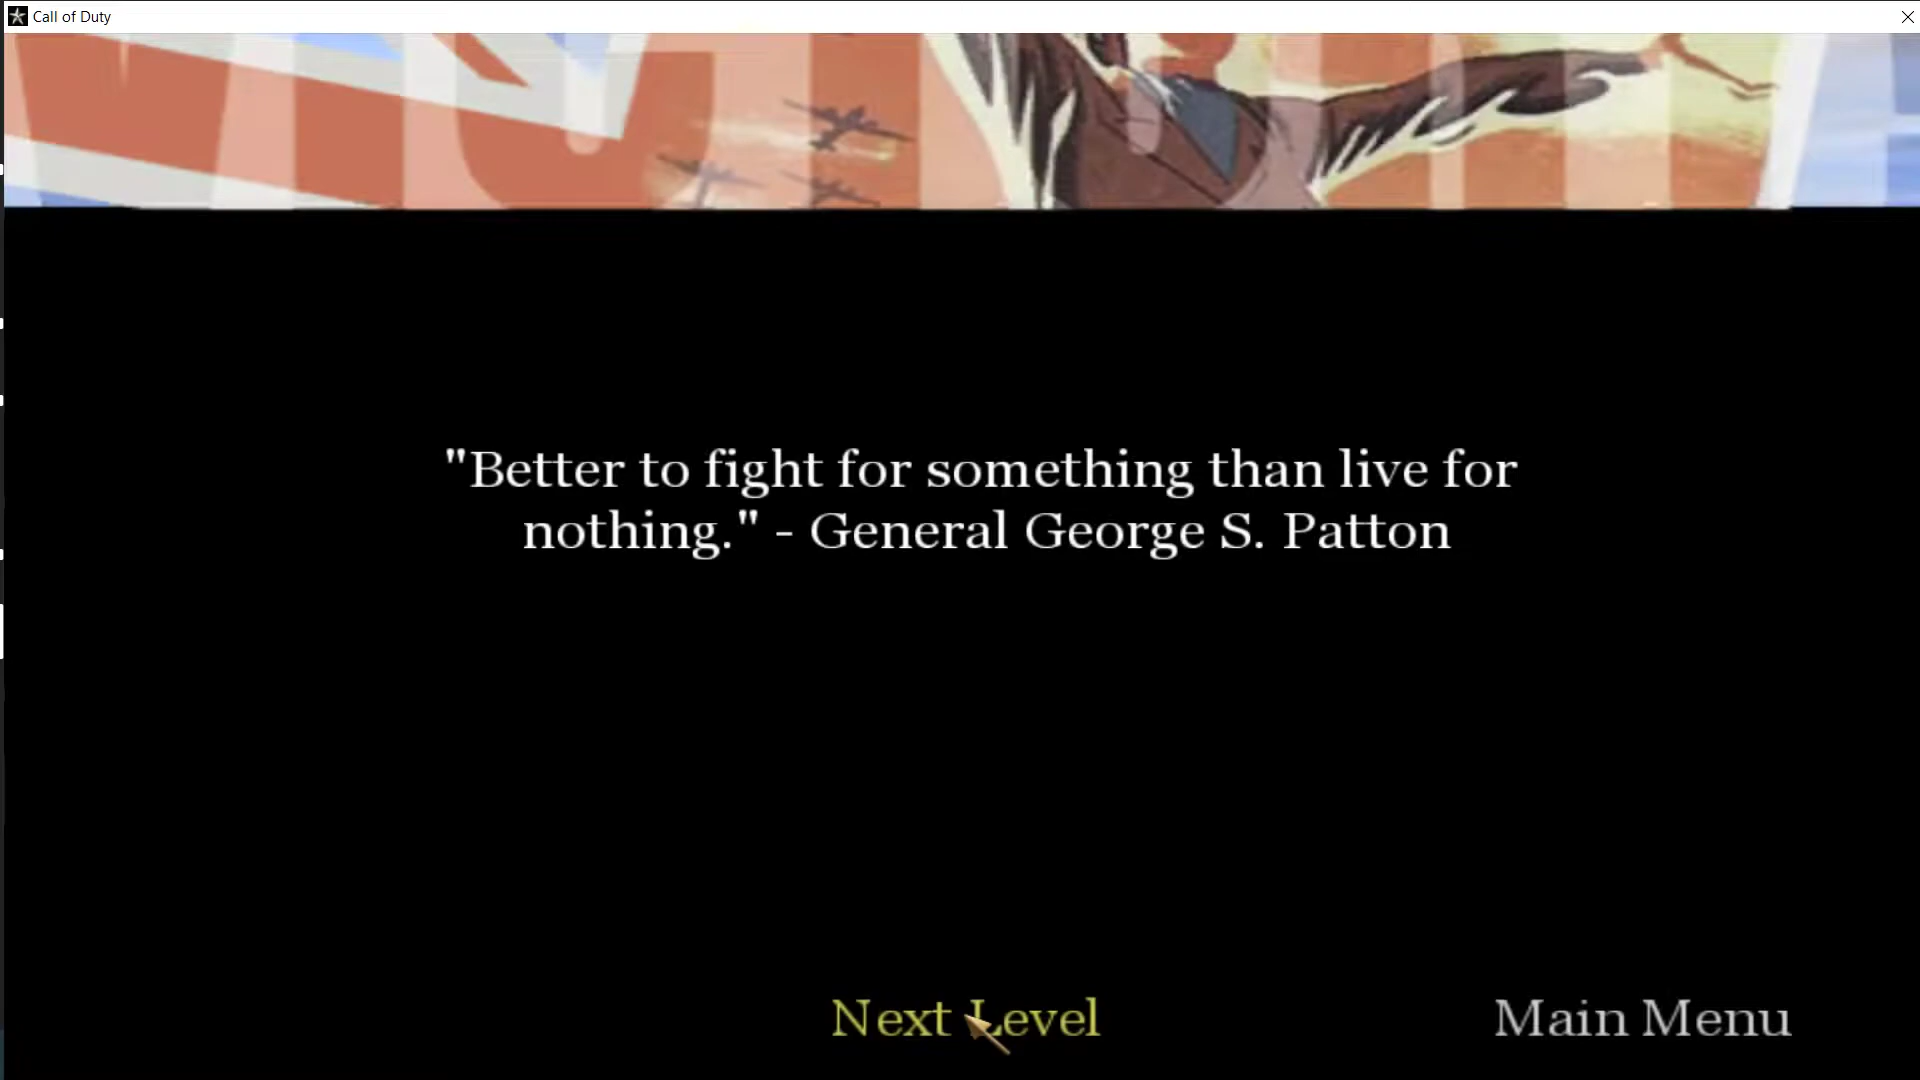 Call of Duty
"Better to fight for something than live for
nothing." - General George S. Patton
Next Level
Main Menu